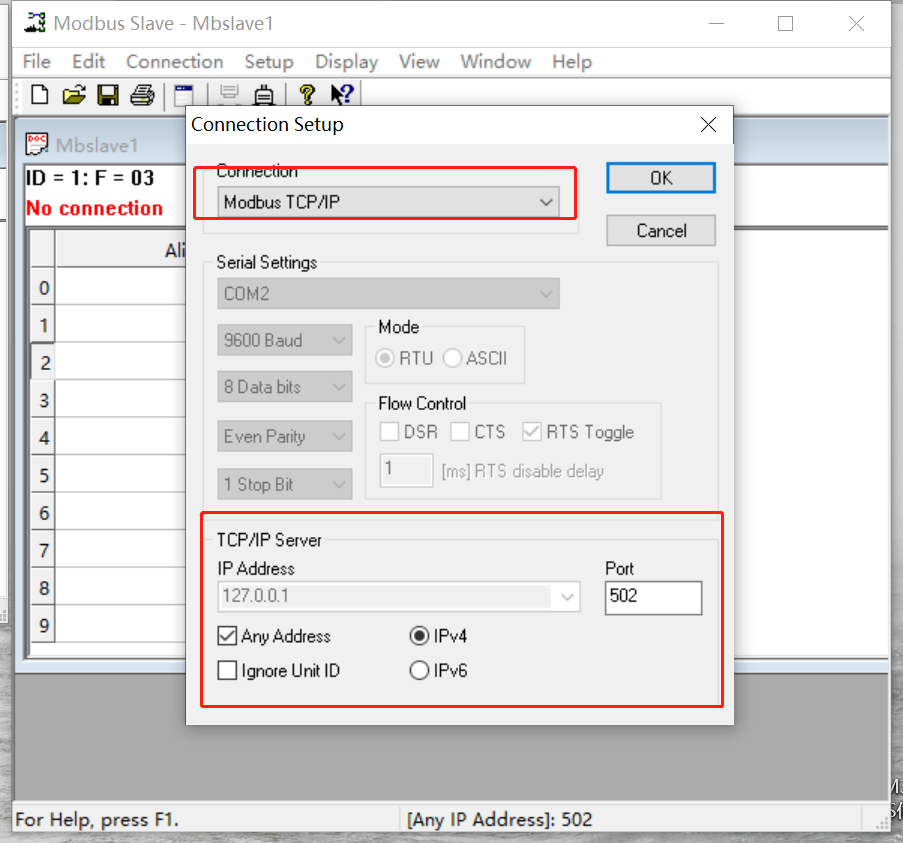 Modbus Slave - Mbslave1
File Edit Connection Setup Display View Window Help
Mbslave1
ID = 1: F = 03
No connection
Ali
0
1
2
3
4
5
6
7
8
9
Connection Setup
Connection
Modbus TCP/IP
OK
Cancel
Serial Settings
COM2
9600 Baud
8 Data bits
Even Parity
1 Stop Bit
Mode
RTU ASCII
Flow Control
DSR CTS RTS Toggle
1 [ms] RTS disable delay
TCP/IP Server
IP Address Port
127.0.0.1 502
Any Address IPv4
Ignore Unit ID IPv6
For Help, press F1. [Any IP Address]: 502